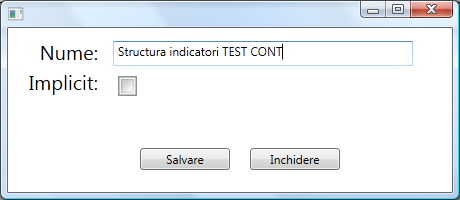 Nume: Structura indicatori TEST CONT
Implicit:
Salvare Inchidere